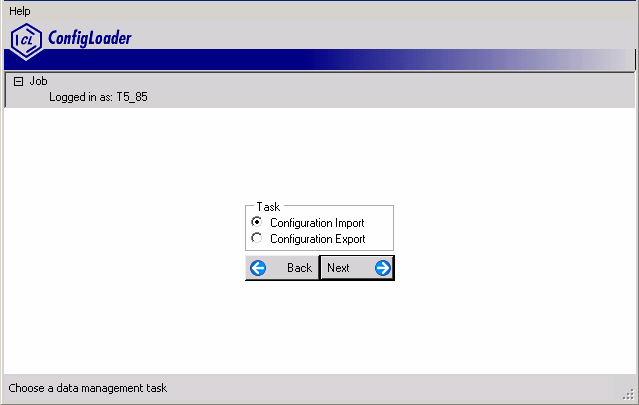 Help
CL ConfigLoader
Job
Logged in as: T5_85
Task
Configuration Import
Configuration Export
Back Next
Choose a data management task